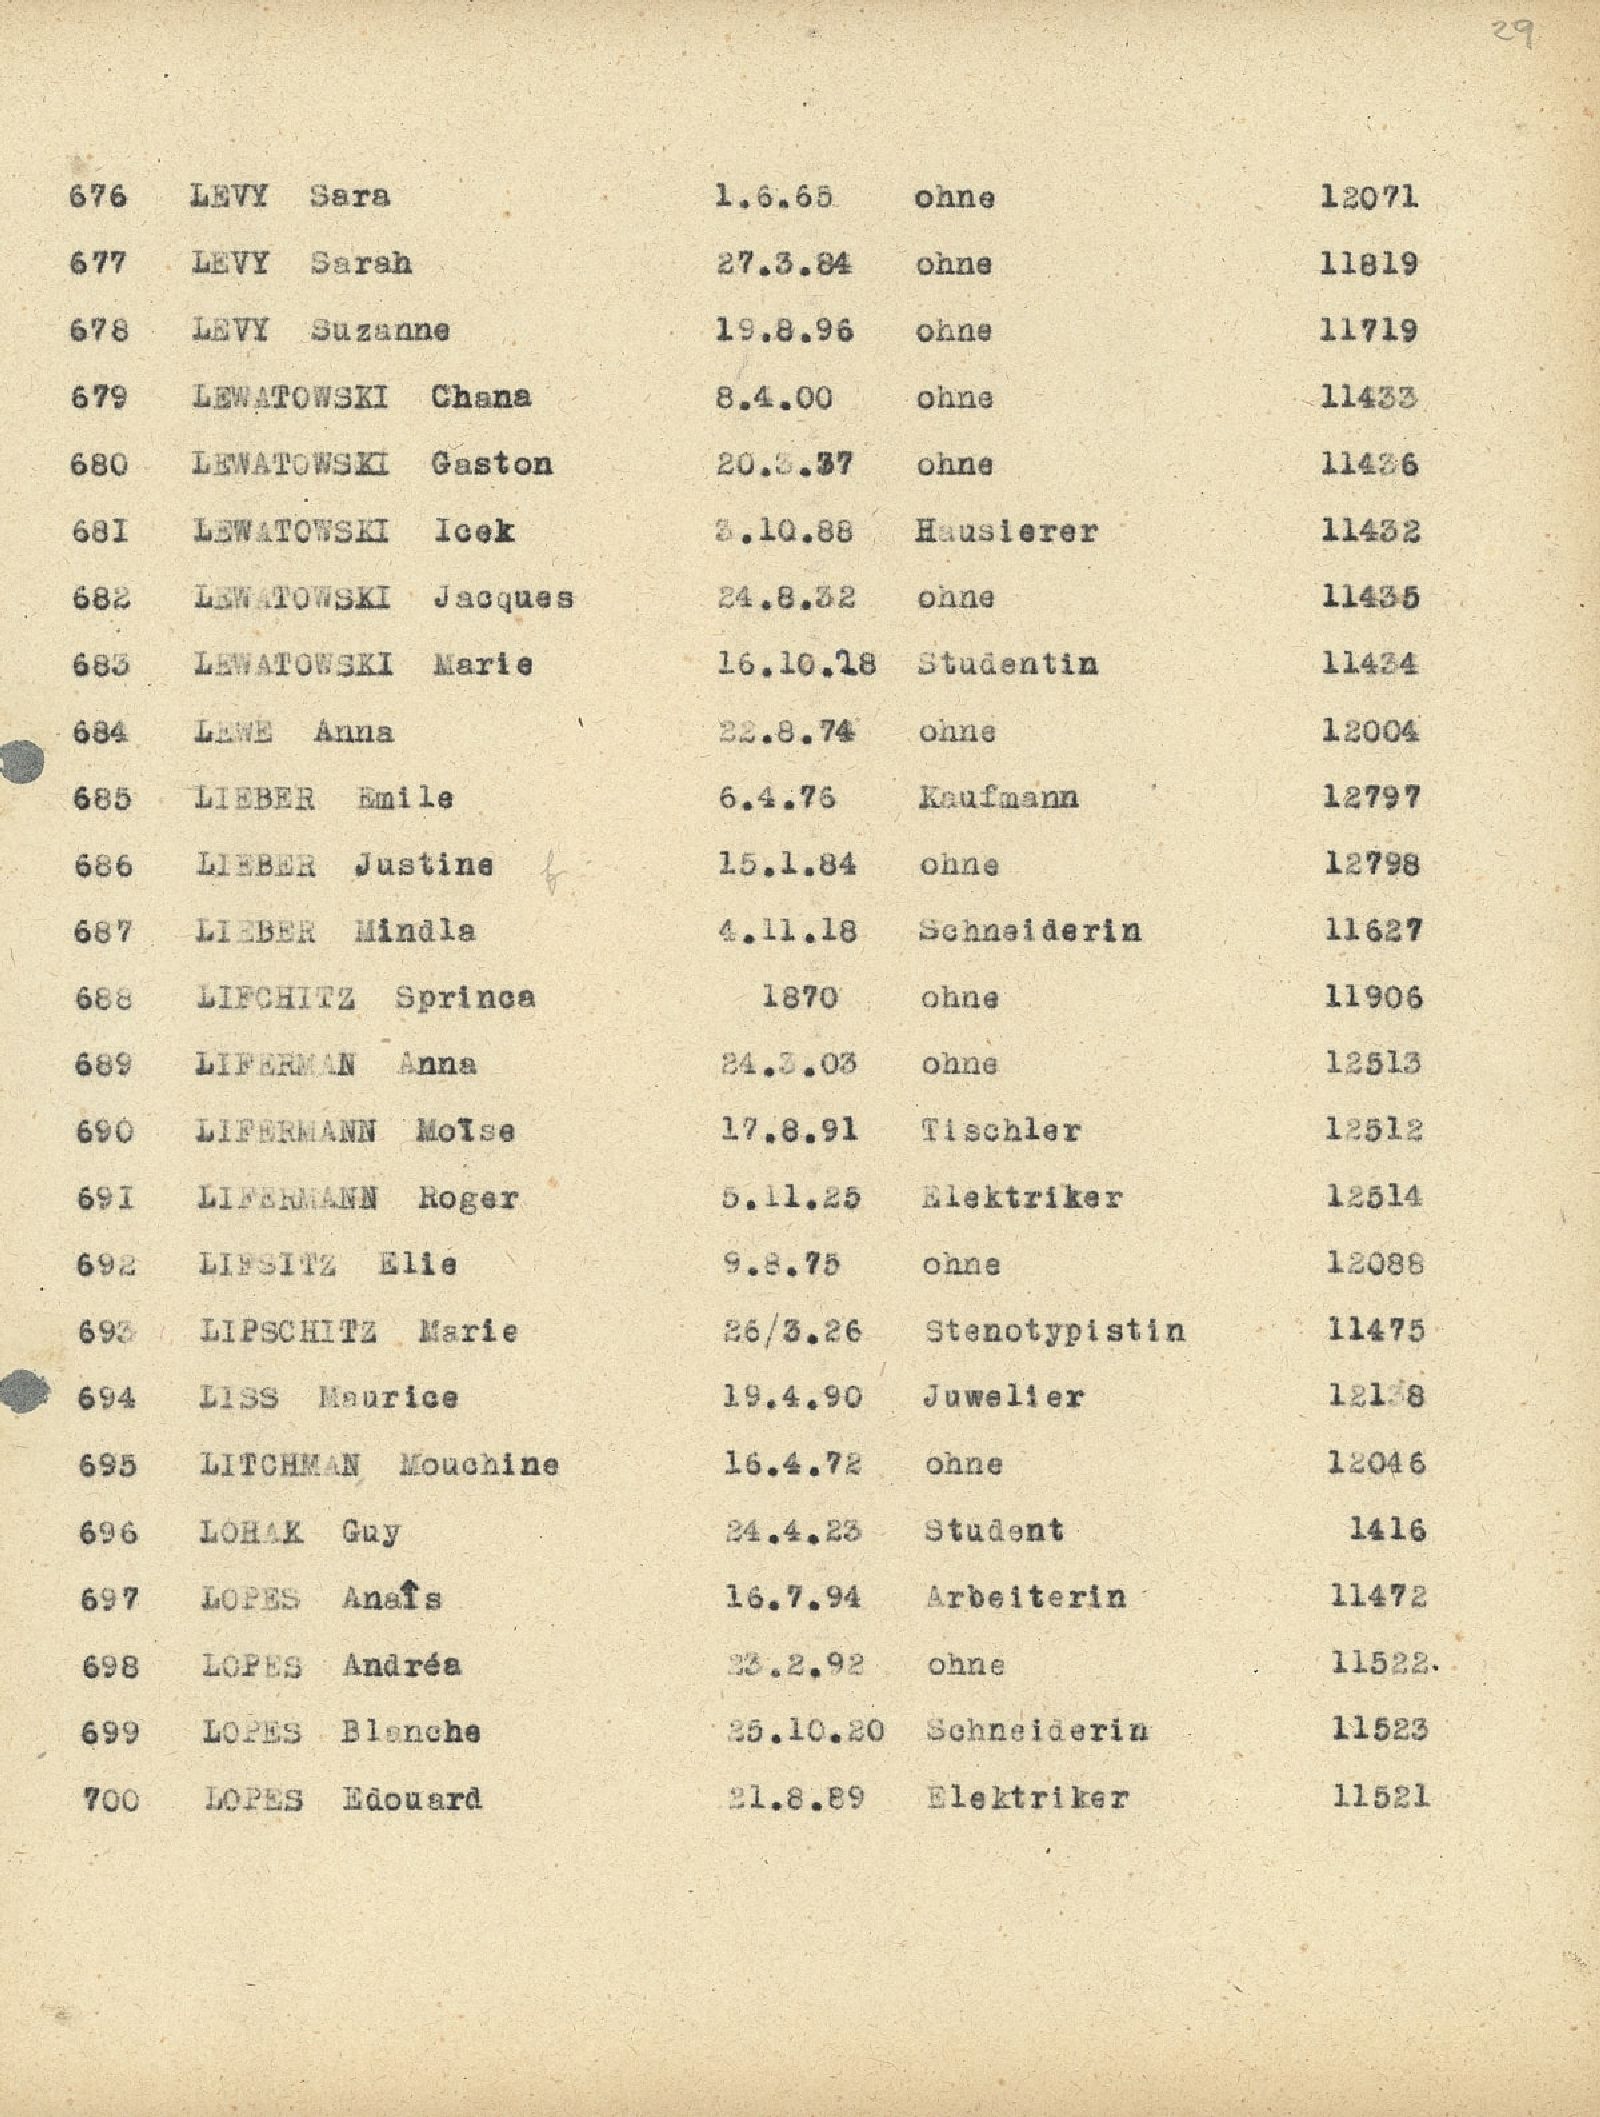 29
676 LEVY Sara 1.6.65 ohne 12071
677 LEVY Sarah 27.3.84 ohne 11819
678 LEVY Suzanne 19.8.96 ohne 11719
679 LEWATOWSKI Chana 8.4.00 ohne 11433
680 LEWATOWSKI Gaston 20.3.37 ohne 11436
681 LEWATOWSKI Icek 3.10.88 Hausierer 11432
682 LEWATOWSKI Jacques 24.8.32 ohne 11435
683 LEWATOWSKI Marie 16.10.18 Studentin 11434
684 LEWE Anna 22.8.74 ohne 12004
685 LIEBER Emile 6.4.76 Kaufmann 12797
686 LIEBER Justine 15.1.84 ohne 12798
687 LIEBER Mindla 4.11.18 Schneiderin 11627
688 LIFCHITZ Sprinca 1870 ohne 11906
689 LIFERMAN Anna 24.3.03 ohne 12513
690 LIFERMANN Moïse 17.8.91 Tischler 12512
691 LIFERMANN Roger 5.11.25 Elektriker 12514
692 LIFSITZ Elie 9.8.75 ohne 12088
693 LIPSCHITZ Marie 26/3.26 Stenotypistin 11475
694 LISS Maurice 19.4.90 Juwelier 12138
695 LITCHMAN Mouchine 16.4.72 ohne 12046
696 LOHAK Guy 24.4.23 Student 1416
697 LOPES Anaîs 16.7.94 Arbeiterin 11472
698 LOPES Andréa 23.2.92 ohne 11522.
699 LOPES Blanche 25.10.20 Schneiderin 11523
700 LOPES Edouard 21.8.89 Elektriker 11521